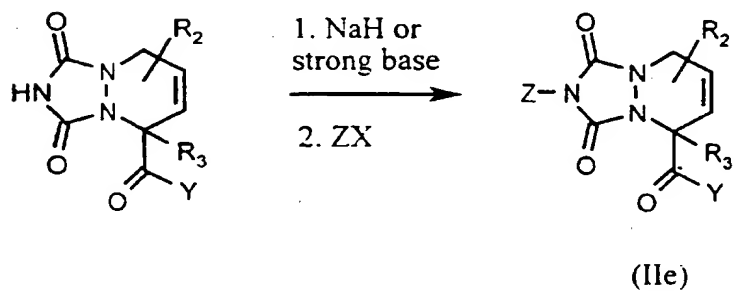 O
R₂
N
HN
N
O
R₃
O
Y
1. NaH or
strong base
2. ZX
O
R₂
N
Z-N
N
O
R₃
O
Y
(IIe)